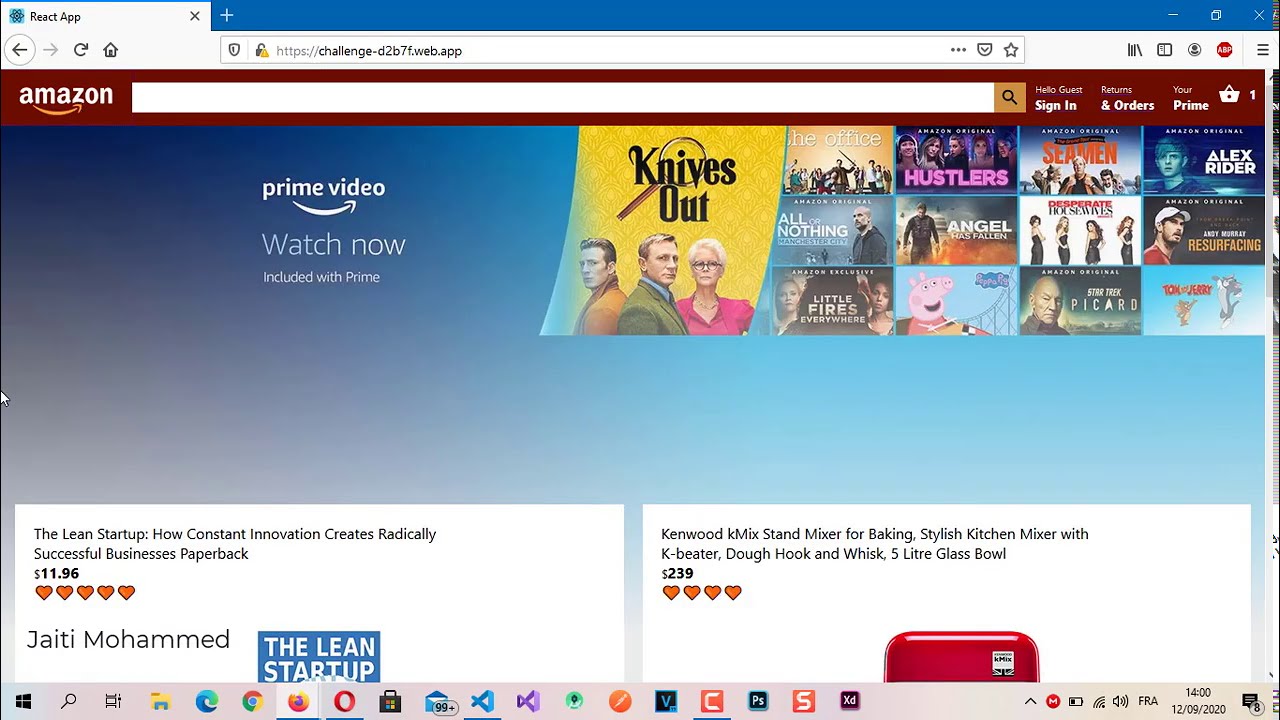 React App
https://challenge-d2b7f.web.app
ABP
amazon
Hello Guest
Sign In
Returns
& Orders
Your
Prime
1
prime video
Watch now
Included with Prime
Knives
Out
the office
AMAZON ORIGINAL
HUSTLERS
AMAZON ORIGINAL
SEAMEN
AMAZON ORIGINAL
ALEX
RIDER
AMAZON ORIGINAL
ALL OR
NOTHING
MANCHESTER CITY
ANGEL
HAS FALLEN
DESPERATE
HOUSEWIVES
AMAZON ORIGINAL
ANDY MURRAY
RESURFACING
AMAZON EXCLUSIVE
LITTLE
FIRES
EVERYWHERE
Peppa Pig
AMAZON ORIGINAL
STAR TREK
PICARD
TOM AND JERRY
The Lean Startup: How Constant Innovation Creates Radically
Successful Businesses Paperback
$11.96
Jaiti Mohammed
THE LEAN
STARTUP
Kenwood kMix Stand Mixer for Baking, Stylish Kitchen Mixer with
K-beater, Dough Hook and Whisk, 5 Litre Glass Bowl
$239
KENWOOD
kMix
99+
Ps
Xd
FRA
14:00
12/09/2020
8